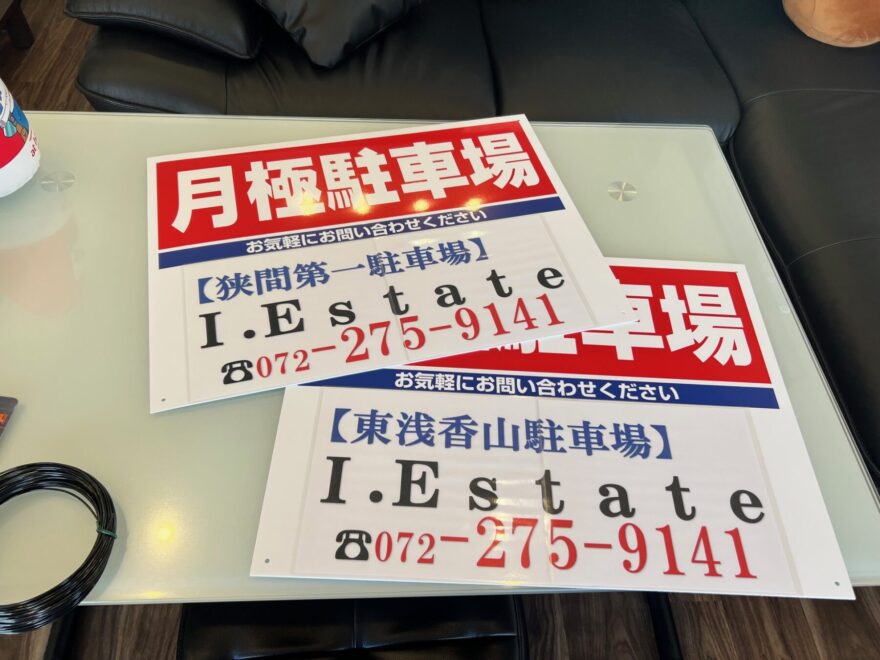 月極駐車場
お気軽にお問い合わせください
【狭間第一駐車場】
I.Estate
☎072-275-9141
駐車場
お気軽にお問い合わせください
【東浅香山駐車場】
I.Estate
☎072-275-9141